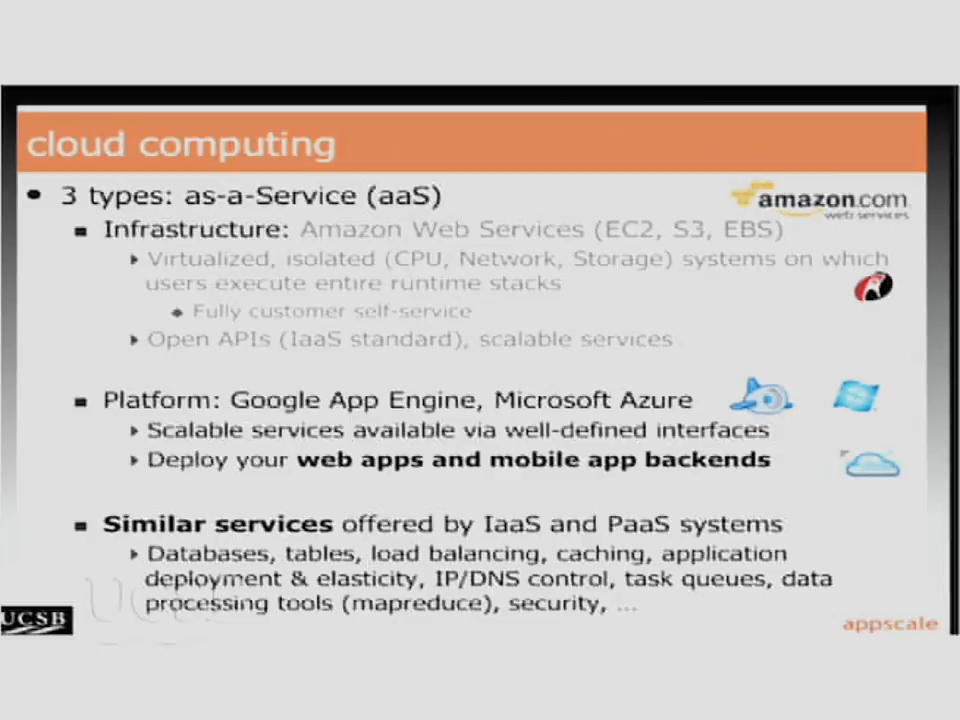 cloud computing
• 3 types: as-a-Service (aaS)
amazon.com
web services
▪ Infrastructure: Amazon Web Services (EC2, S3, EBS)
‣ Virtualized, isolated (CPU, Network, Storage) systems on which
users execute entire runtime stacks
◆ Fully customer self-service
‣ Open APIs (IaaS standard), scalable services
▪ Platform: Google App Engine, Microsoft Azure
‣ Scalable services available via well-defined interfaces
‣ Deploy your web apps and mobile app backends
▪ Similar services offered by IaaS and PaaS systems
‣ Databases, tables, load balancing, caching, application
deployment & elasticity, IP/DNS control, task queues, data
processing tools (mapreduce), security, ...
UCSB
appscale